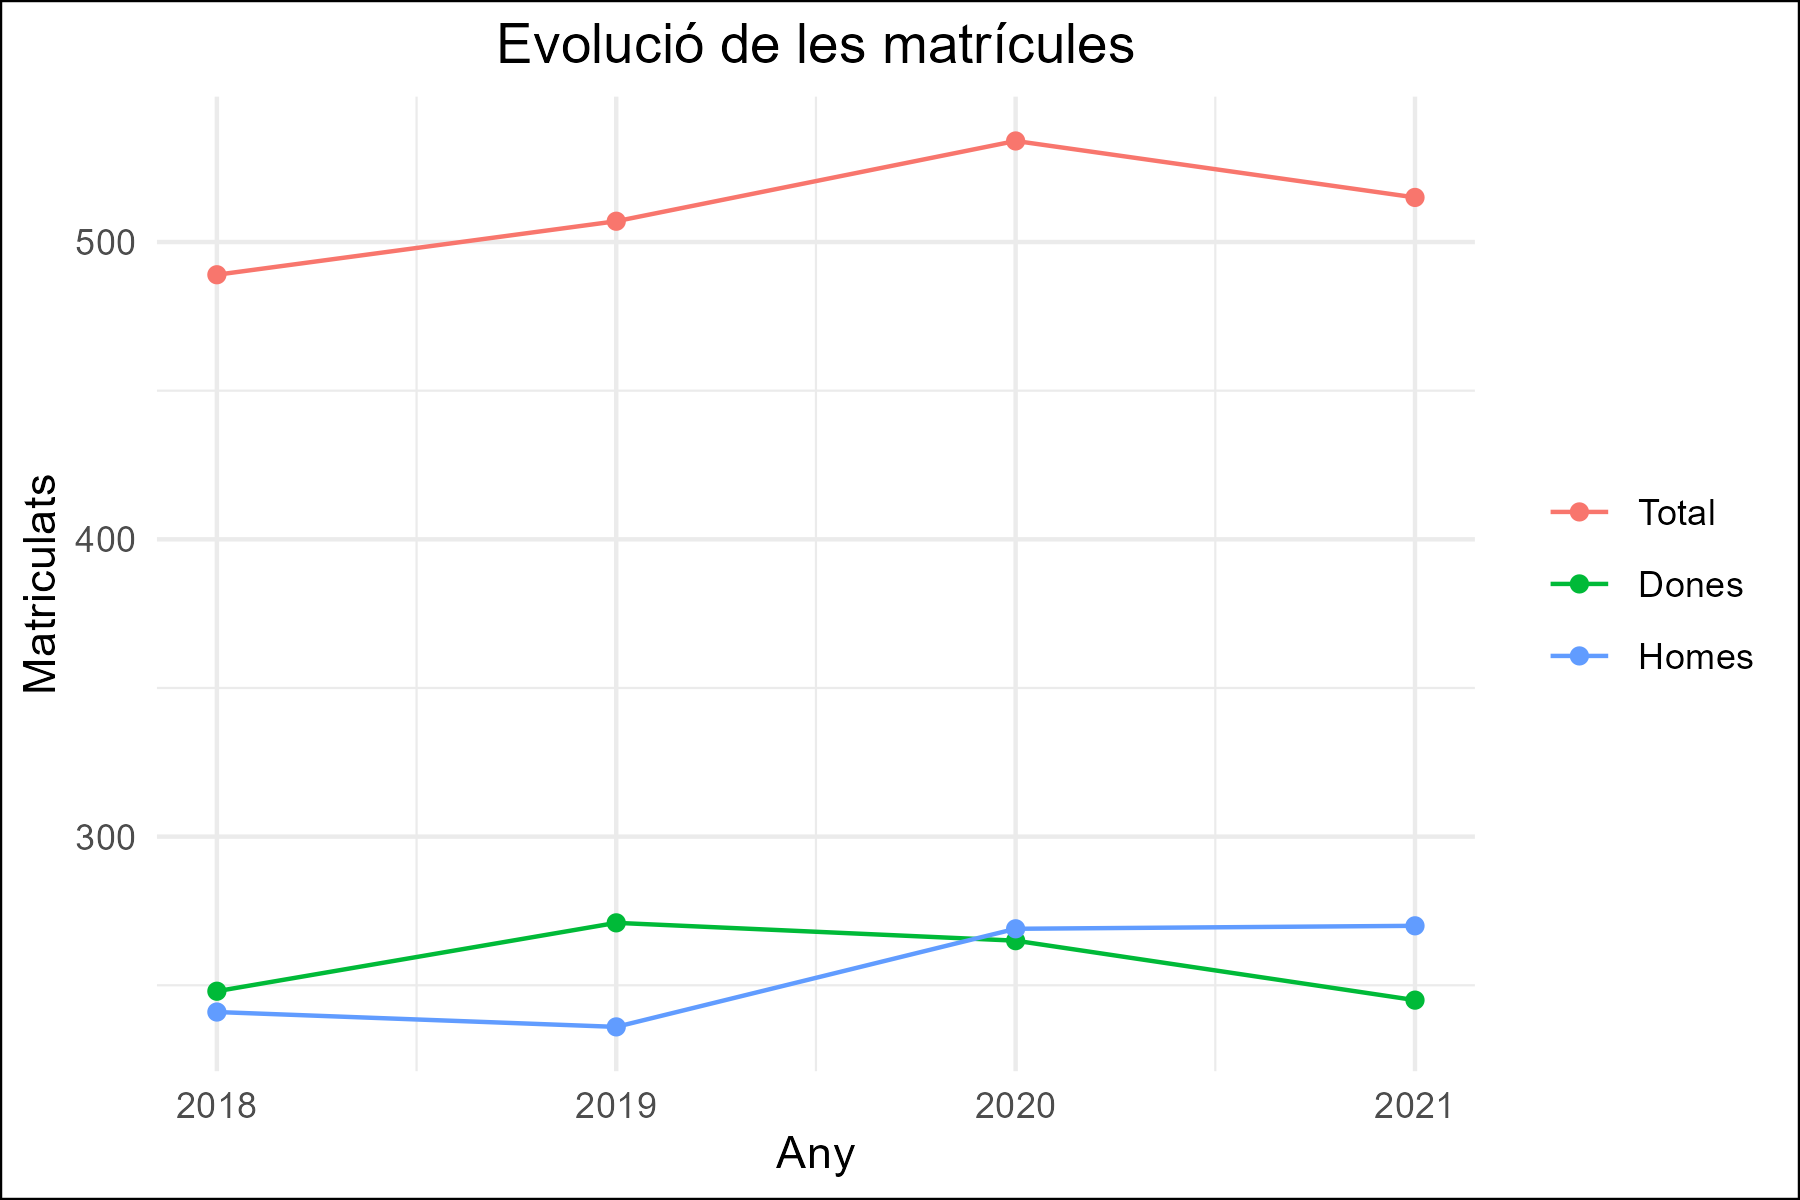 Evolució de les matrícules
500
400
300
Matriculats
2018 2019 2020 2021
Any
Total
Dones
Homes